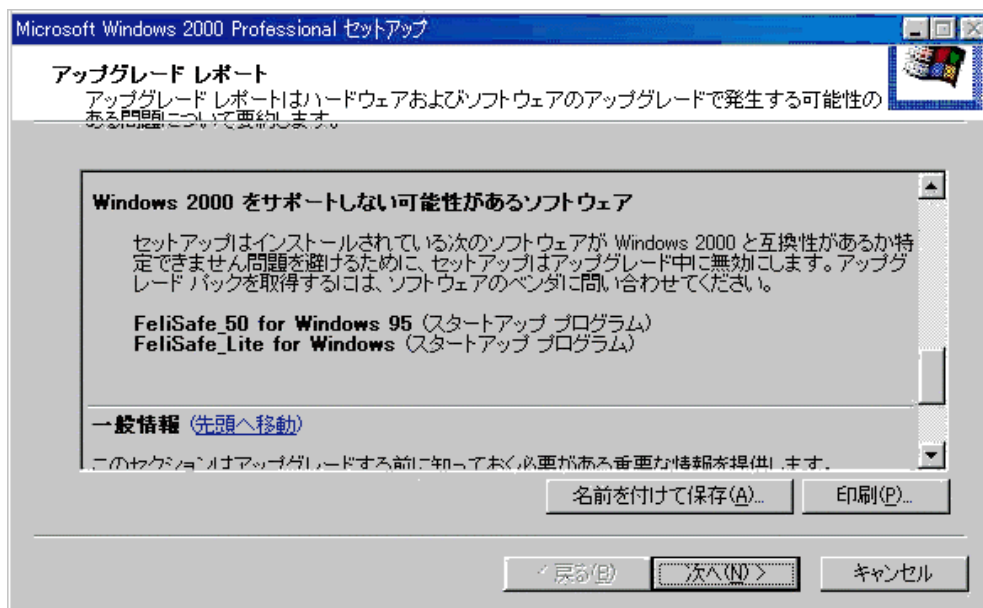 Microsoft Windows 2000 Professional セットアップ
アップグレード レポート
アップグレード レポートはハードウェアおよびソフトウェアのアップグレードで発生する可能性の
ある問題について要約します。
Windows 2000 をサポートしない可能性があるソフトウェア
セットアップはインストールされている次のソフトウェアが Windows 2000 と互換性があるか特
定できません問題を避けるために、セットアップはアップグレード中に無効にします。アップグ
レード パックを取得するには、ソフトウェアのベンダに問い合わせてください。
FeliSafe_50 for Windows 95 (スタートアップ プログラム)
FeliSafe_Lite for Windows (スタートアップ プログラム)
一般情報 (先頭へ移動)
このセクションはアップグレードする前に知っておく必要がある重要な情報を提供します。
名前を付けて保存(A)... 印刷(P)...
< 戻る(B) 次へ(N) > キャンセル